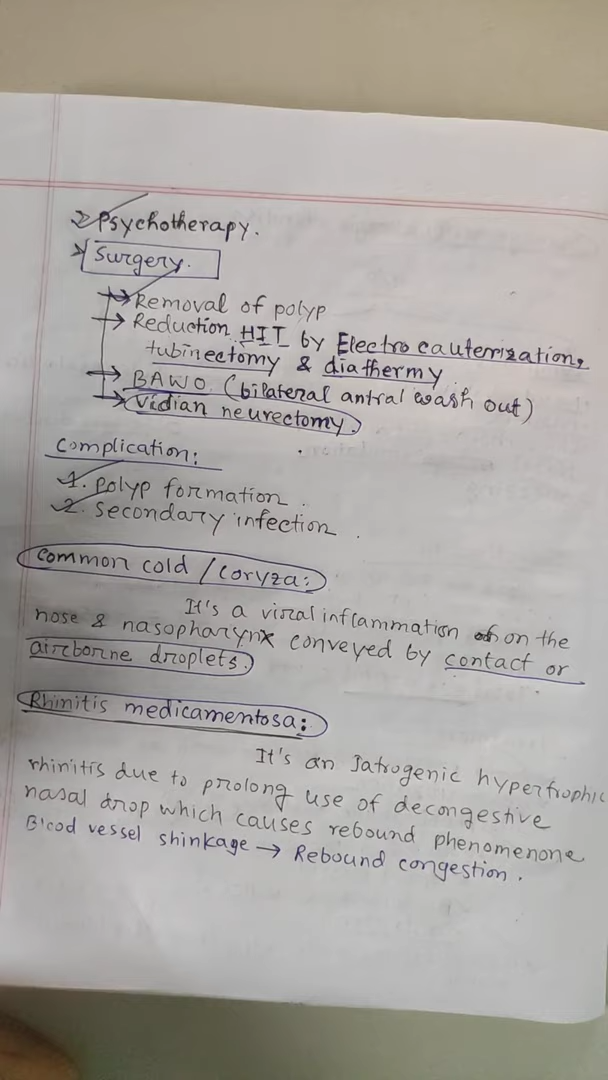 Psychotherapy.
Surgery.
→ Removal of polyp
→ Reduction HIT by Electro cauterization,
tubinectomy & diathermy
→ BAWO (bilateral antral wash out)
→ Vidian neurectomy.
Complication:
1. polyp formation.
2. secondary infection.
Common cold / Coryza:
It's a viral inflammation on the
nose & nasopharynx conveyed by contact or
airborne droplets.
Rhinitis medicamentosa:
It's an Iatrogenic hypertrophic
rhinitis due to prolong use of decongestive
nasal drop which causes rebound phenomenone
Blood vessel shinkage → Rebound congestion.